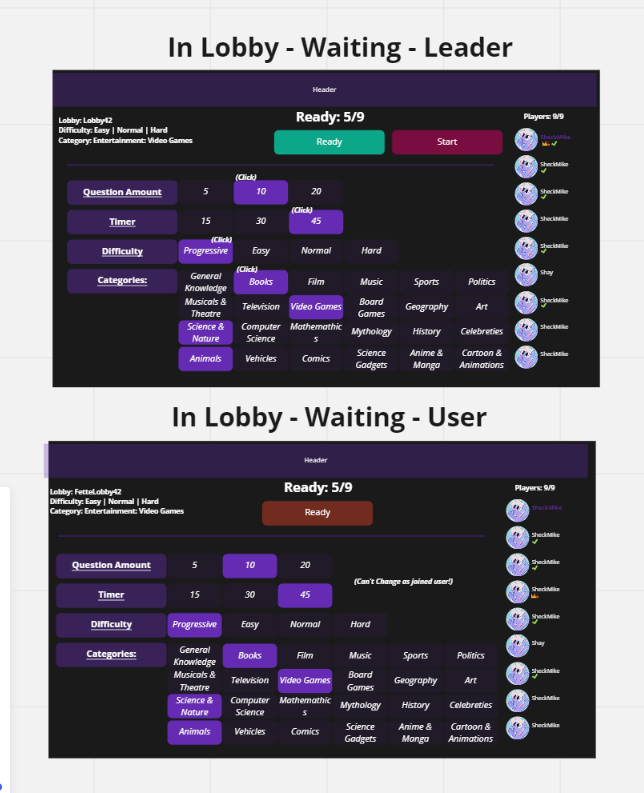 In Lobby - Waiting - Leader
Header
Lobby: Lobby42
Difficulty: Easy | Normal | Hard
Category: Entertainment: Video Games
Ready: 5/9
Ready
Start
Players: 9/9
SheckMike
SheckMike
SheckMike
SheckMike
SheckMike
Shay
SheckMike
SheckMike
SheckMike
Question Amount
5
(Click)
10
20
Timer
15
30
(Click)
45
Difficulty
(Click)
Progressive
Easy
Normal
Hard
Categories:
General
Knowledge
(Click)
Books
Film
Music
Sports
Politics
Musicals &
Theatre
Television
Video Games
Board
Games
Geography
Art
Science &
Nature
Computer
Science
Mathemathic
s
Mythology
History
Celebreties
Animals
Vehicles
Comics
Science
Gadgets
Anime &
Manga
Cartoon &
Animations
In Lobby - Waiting - User
Header
Lobby: FetteLobby42
Difficulty: Easy | Normal | Hard
Category: Entertainment: Video Games
Ready: 5/9
Ready
Players: 9/9
SheckMike
SheckMike
SheckMike
SheckMike
SheckMike
Shay
SheckMike
SheckMike
SheckMike
Question Amount
5
10
20
(Can't Change as joined user!)
Timer
15
30
45
Difficulty
Progressive
Easy
Normal
Hard
Categories:
General
Knowledge
Books
Film
Music
Sports
Politics
Musicals &
Theatre
Television
Video Games
Board
Games
Geography
Art
Science &
Nature
Computer
Science
Mathemathic
s
Mythology
History
Celebreties
Animals
Vehicles
Comics
Science
Gadgets
Anime &
Manga
Cartoon &
Animations